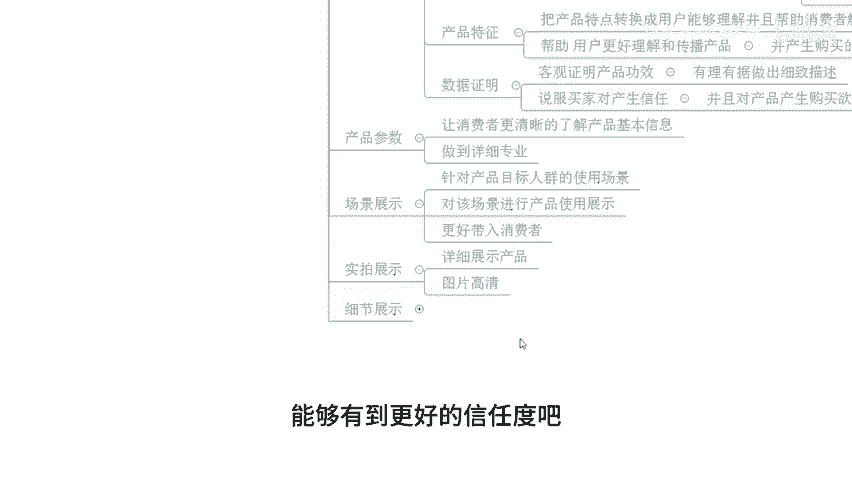 产品特征
把产品特点转换成用户能够理解并且帮助消费者
帮助 用户更好理解和传播产品
并产生购买的
数据证明
客观证明产品功效
有理有据做出细致描述
说服买家对产生信任
并且对产品产生购买欲
产品参数
让消费者更清晰的了解产品基本信息
做到详细专业
场景展示
针对产品目标人群的使用场景
对该场景进行产品使用展示
更好带入消费者
实拍展示
详细展示产品
图片高清
细节展示
能够有到更好的信任度吧